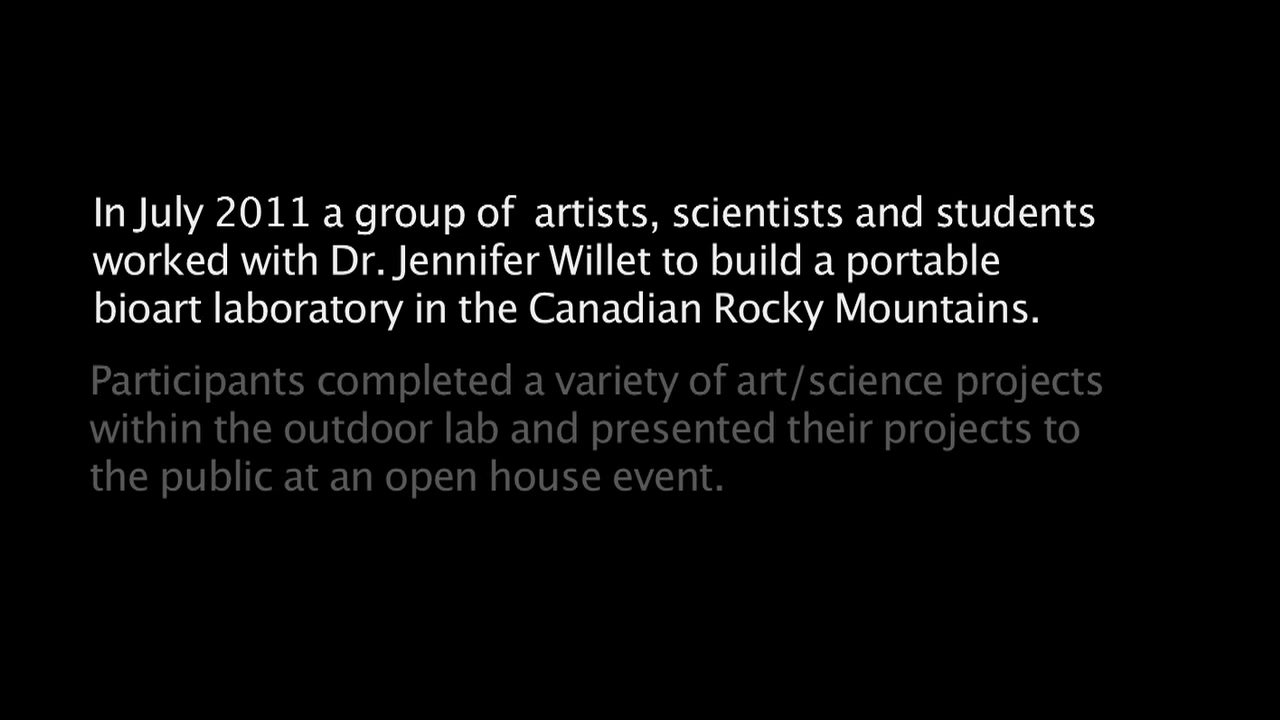 In July 2011 a group of artists, scientists and students
worked with Dr. Jennifer Willet to build a portable
bioart laboratory in the Canadian Rocky Mountains.
Participants completed a variety of art/science projects
within the outdoor lab and presented their projects to
the public at an open house event.